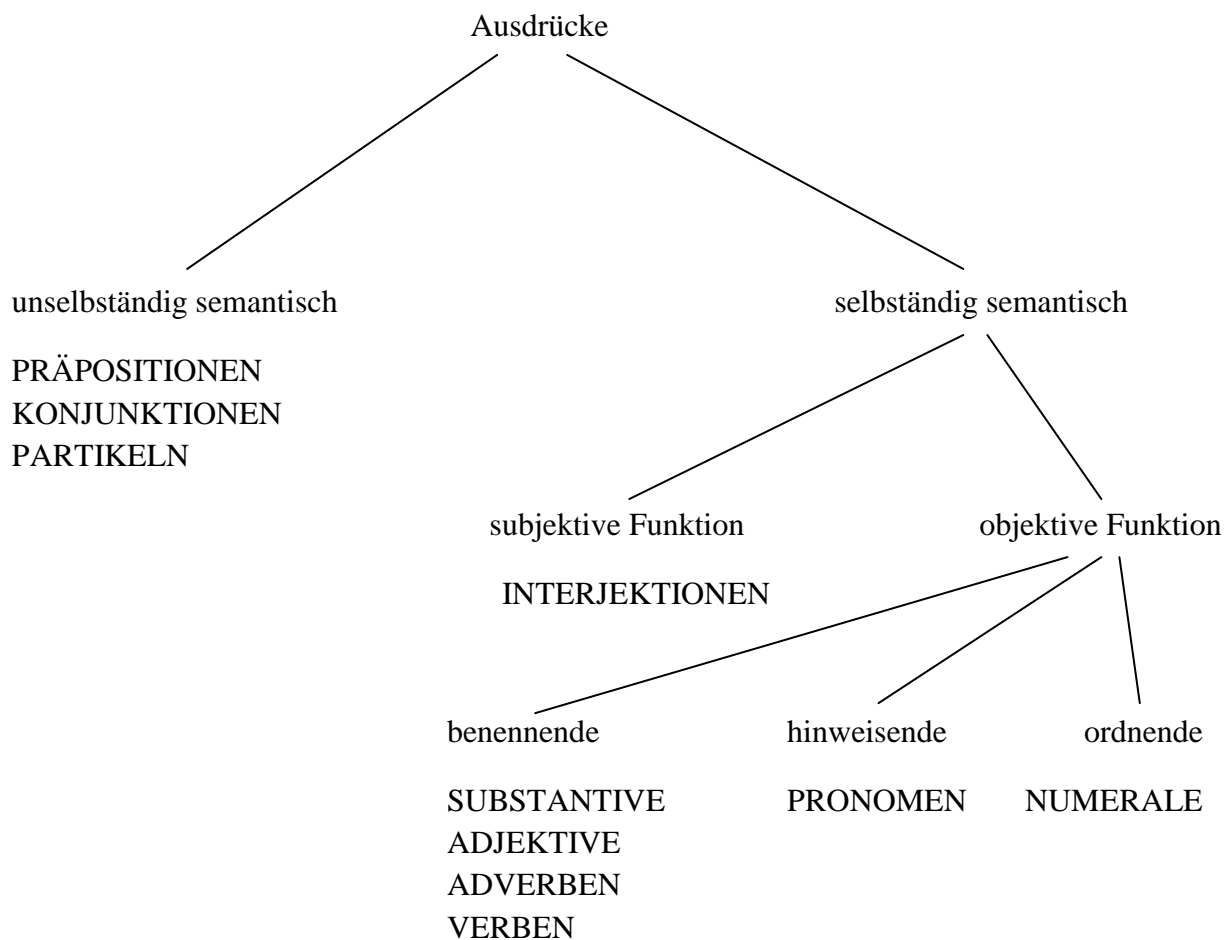 Ausdrücke
unselbständig semantisch
selbständig semantisch
PRÄPOSITIONEN
KONJUNKTIONEN
PARTIKELN
subjektive Funktion
objektive Funktion
INTERJEKTIONEN
benennende
hinweisende
ordnende
SUBSTANTIVE
PRONOMEN
NUMERALE
ADJEKTIVE
ADVERBEN
VERBEN